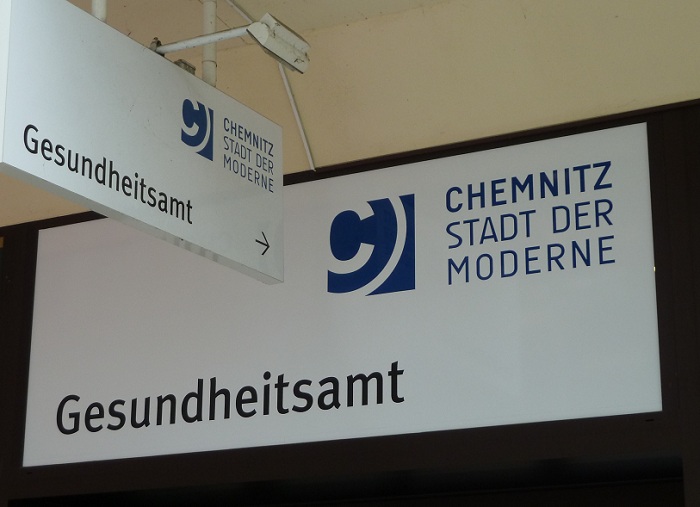 CHEMNITZ
STADT DER
MODERNE
Gesundheitsamt
→
CHEMNITZ
STADT DER
MODERNE
Gesundheitsamt